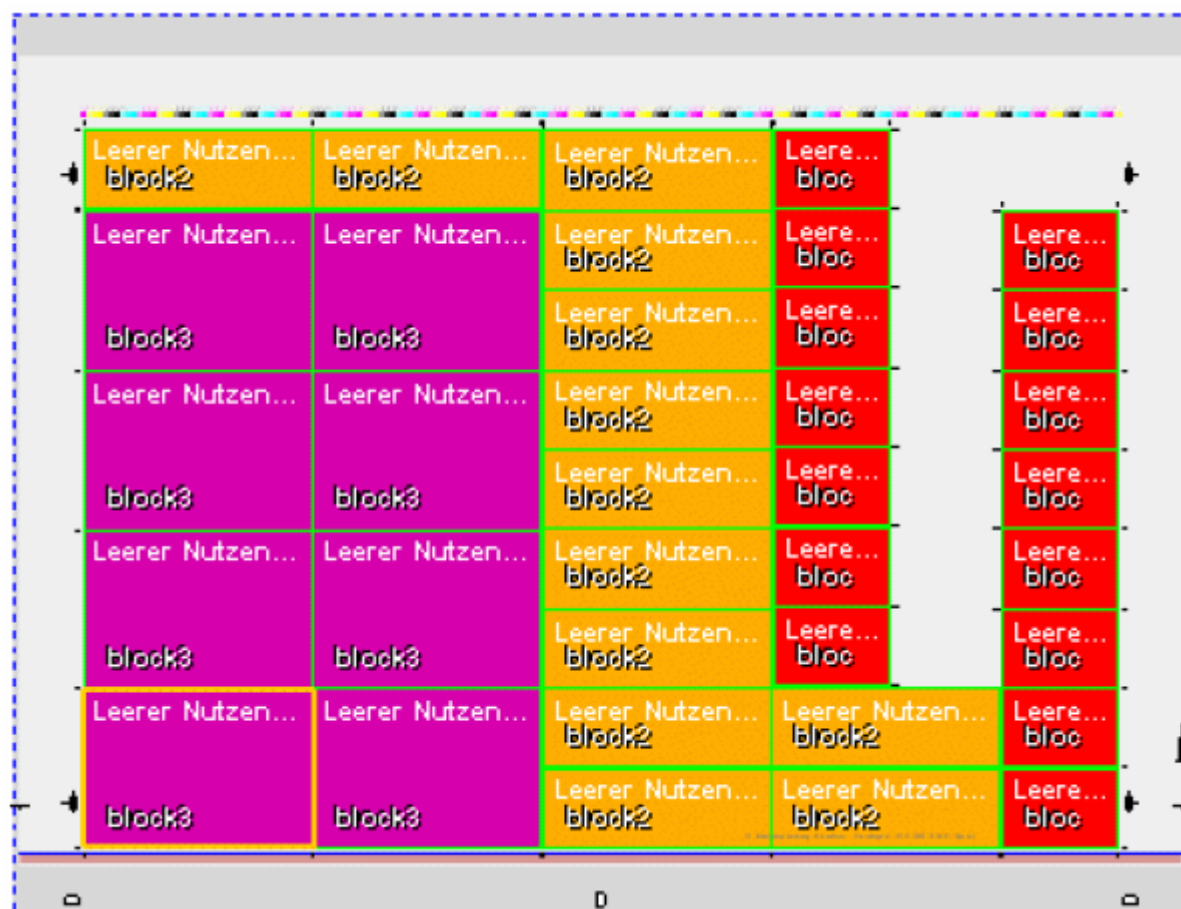 Leerer Nutzen... Leerer Nutzen... Leerer Nutzen... Leere...
block2 block2 block2 bloc
Leerer Nutzen... Leerer Nutzen... Leerer Nutzen... Leere... Leere...
block2 bloc bloc
Leerer Nutzen... Leere... Leere...
block3 block3 block2 bloc bloc
Leerer Nutzen... Leerer Nutzen... Leerer Nutzen... Leere... Leere...
block2 bloc bloc
Leerer Nutzen... Leere... Leere...
block3 block3 block2 bloc bloc
Leerer Nutzen... Leerer Nutzen... Leerer Nutzen... Leere... Leere...
block2 bloc bloc
Leerer Nutzen... Leere... Leere...
block3 block3 block2 bloc bloc
Leerer Nutzen... Leerer Nutzen... Leerer Nutzen... Leerer Nutzen... Leere...
block2 block2 bloc
Leerer Nutzen... Leerer Nutzen... Leere...
block3 block3 block2 block2 bloc